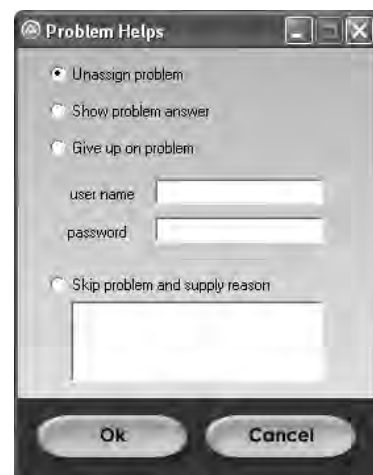 Problem Helps
Unassign problem
Show problem answer
Give up on problem
user name
password
Skip problem and supply reason
Ok Cancel